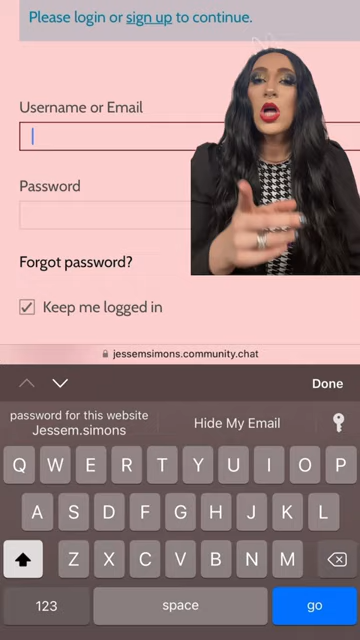 Please login or sign up to continue.
Username or Email
Password
Forgot password?
Keep me logged in
jessemsimons.community.chat
Done
password for this website
Jessem.simons
Hide My Email
Q W E R T Y U I O P
A S D F G H J K L
Z X C V B N M
123 space go